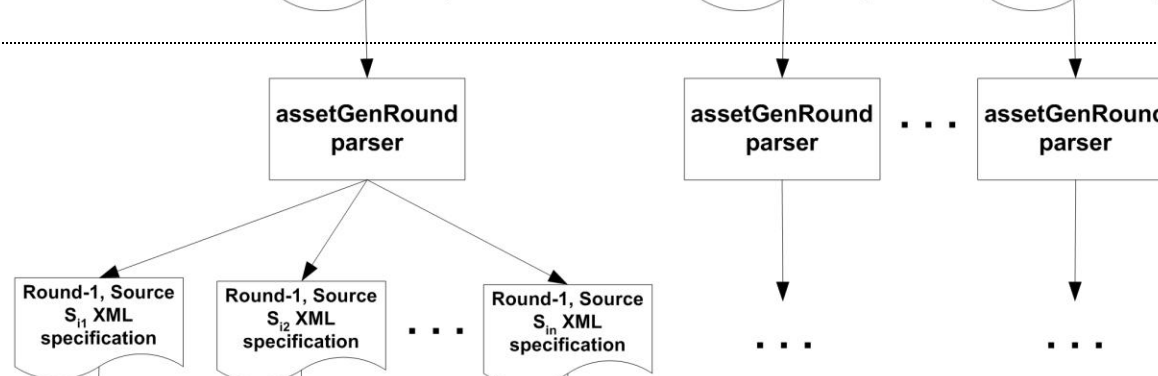 assetGenRound
parser
assetGenRound
parser
. . .
assetGenRound
parser
Round-1, Source
Si1 XML
specification
Round-1, Source
Si2 XML
specification
. . .
Round-1, Source
Sin XML
specification
. . .
. . .